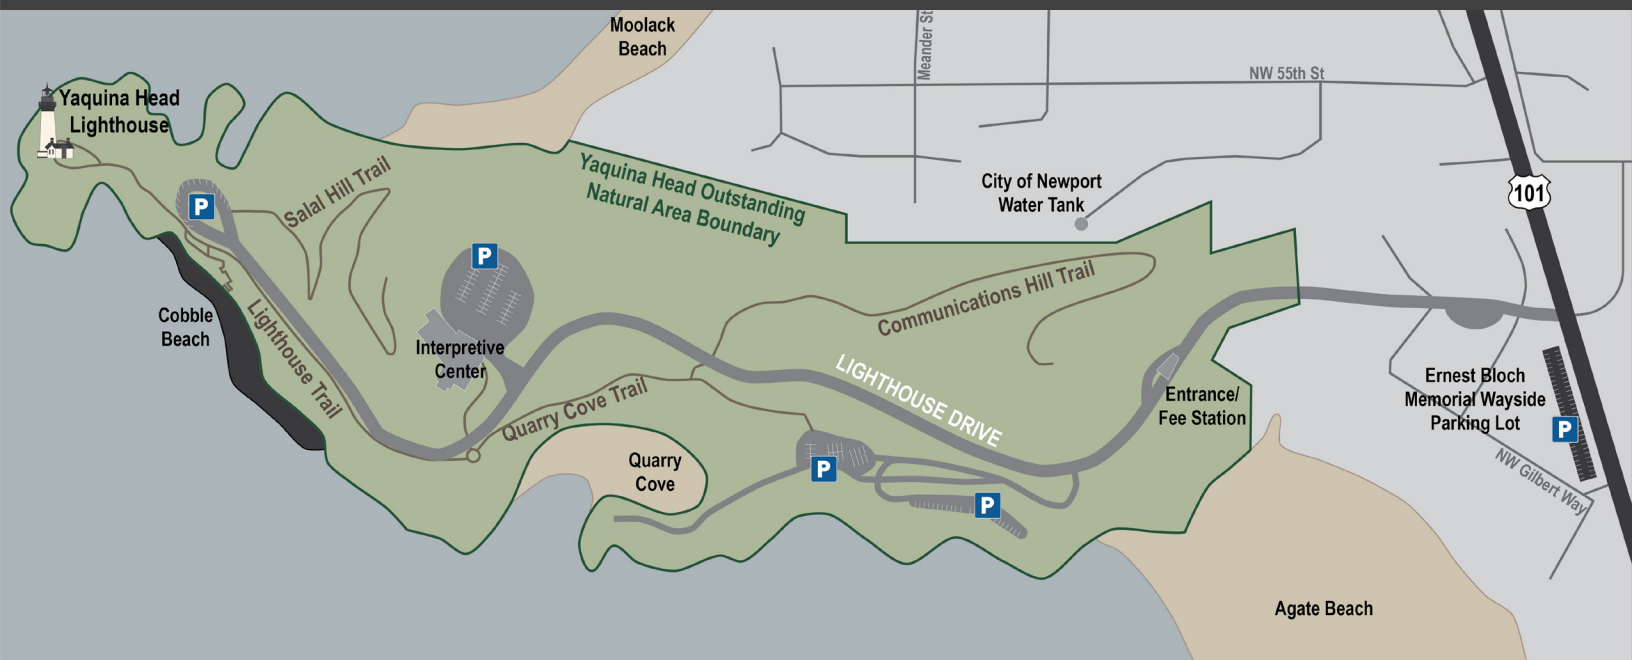 Moolack
Beach
Meander St
NW 55th St
Yaquina Head
Lighthouse
Yaquina Head Outstanding
Natural Area Boundary
City of Newport
Water Tank
101
P
Salal Hill Trail
P
Communications Hill Trail
Cobble
Beach
Lighthouse Trail
Interpretive
Center
LIGHTHOUSE DRIVE
Entrance/
Fee Station
Ernest Bloch
Memorial Wayside
Parking Lot
P
Quarry Cove Trail
Quarry
Cove
P
P
NW Gilbert Way
Agate Beach